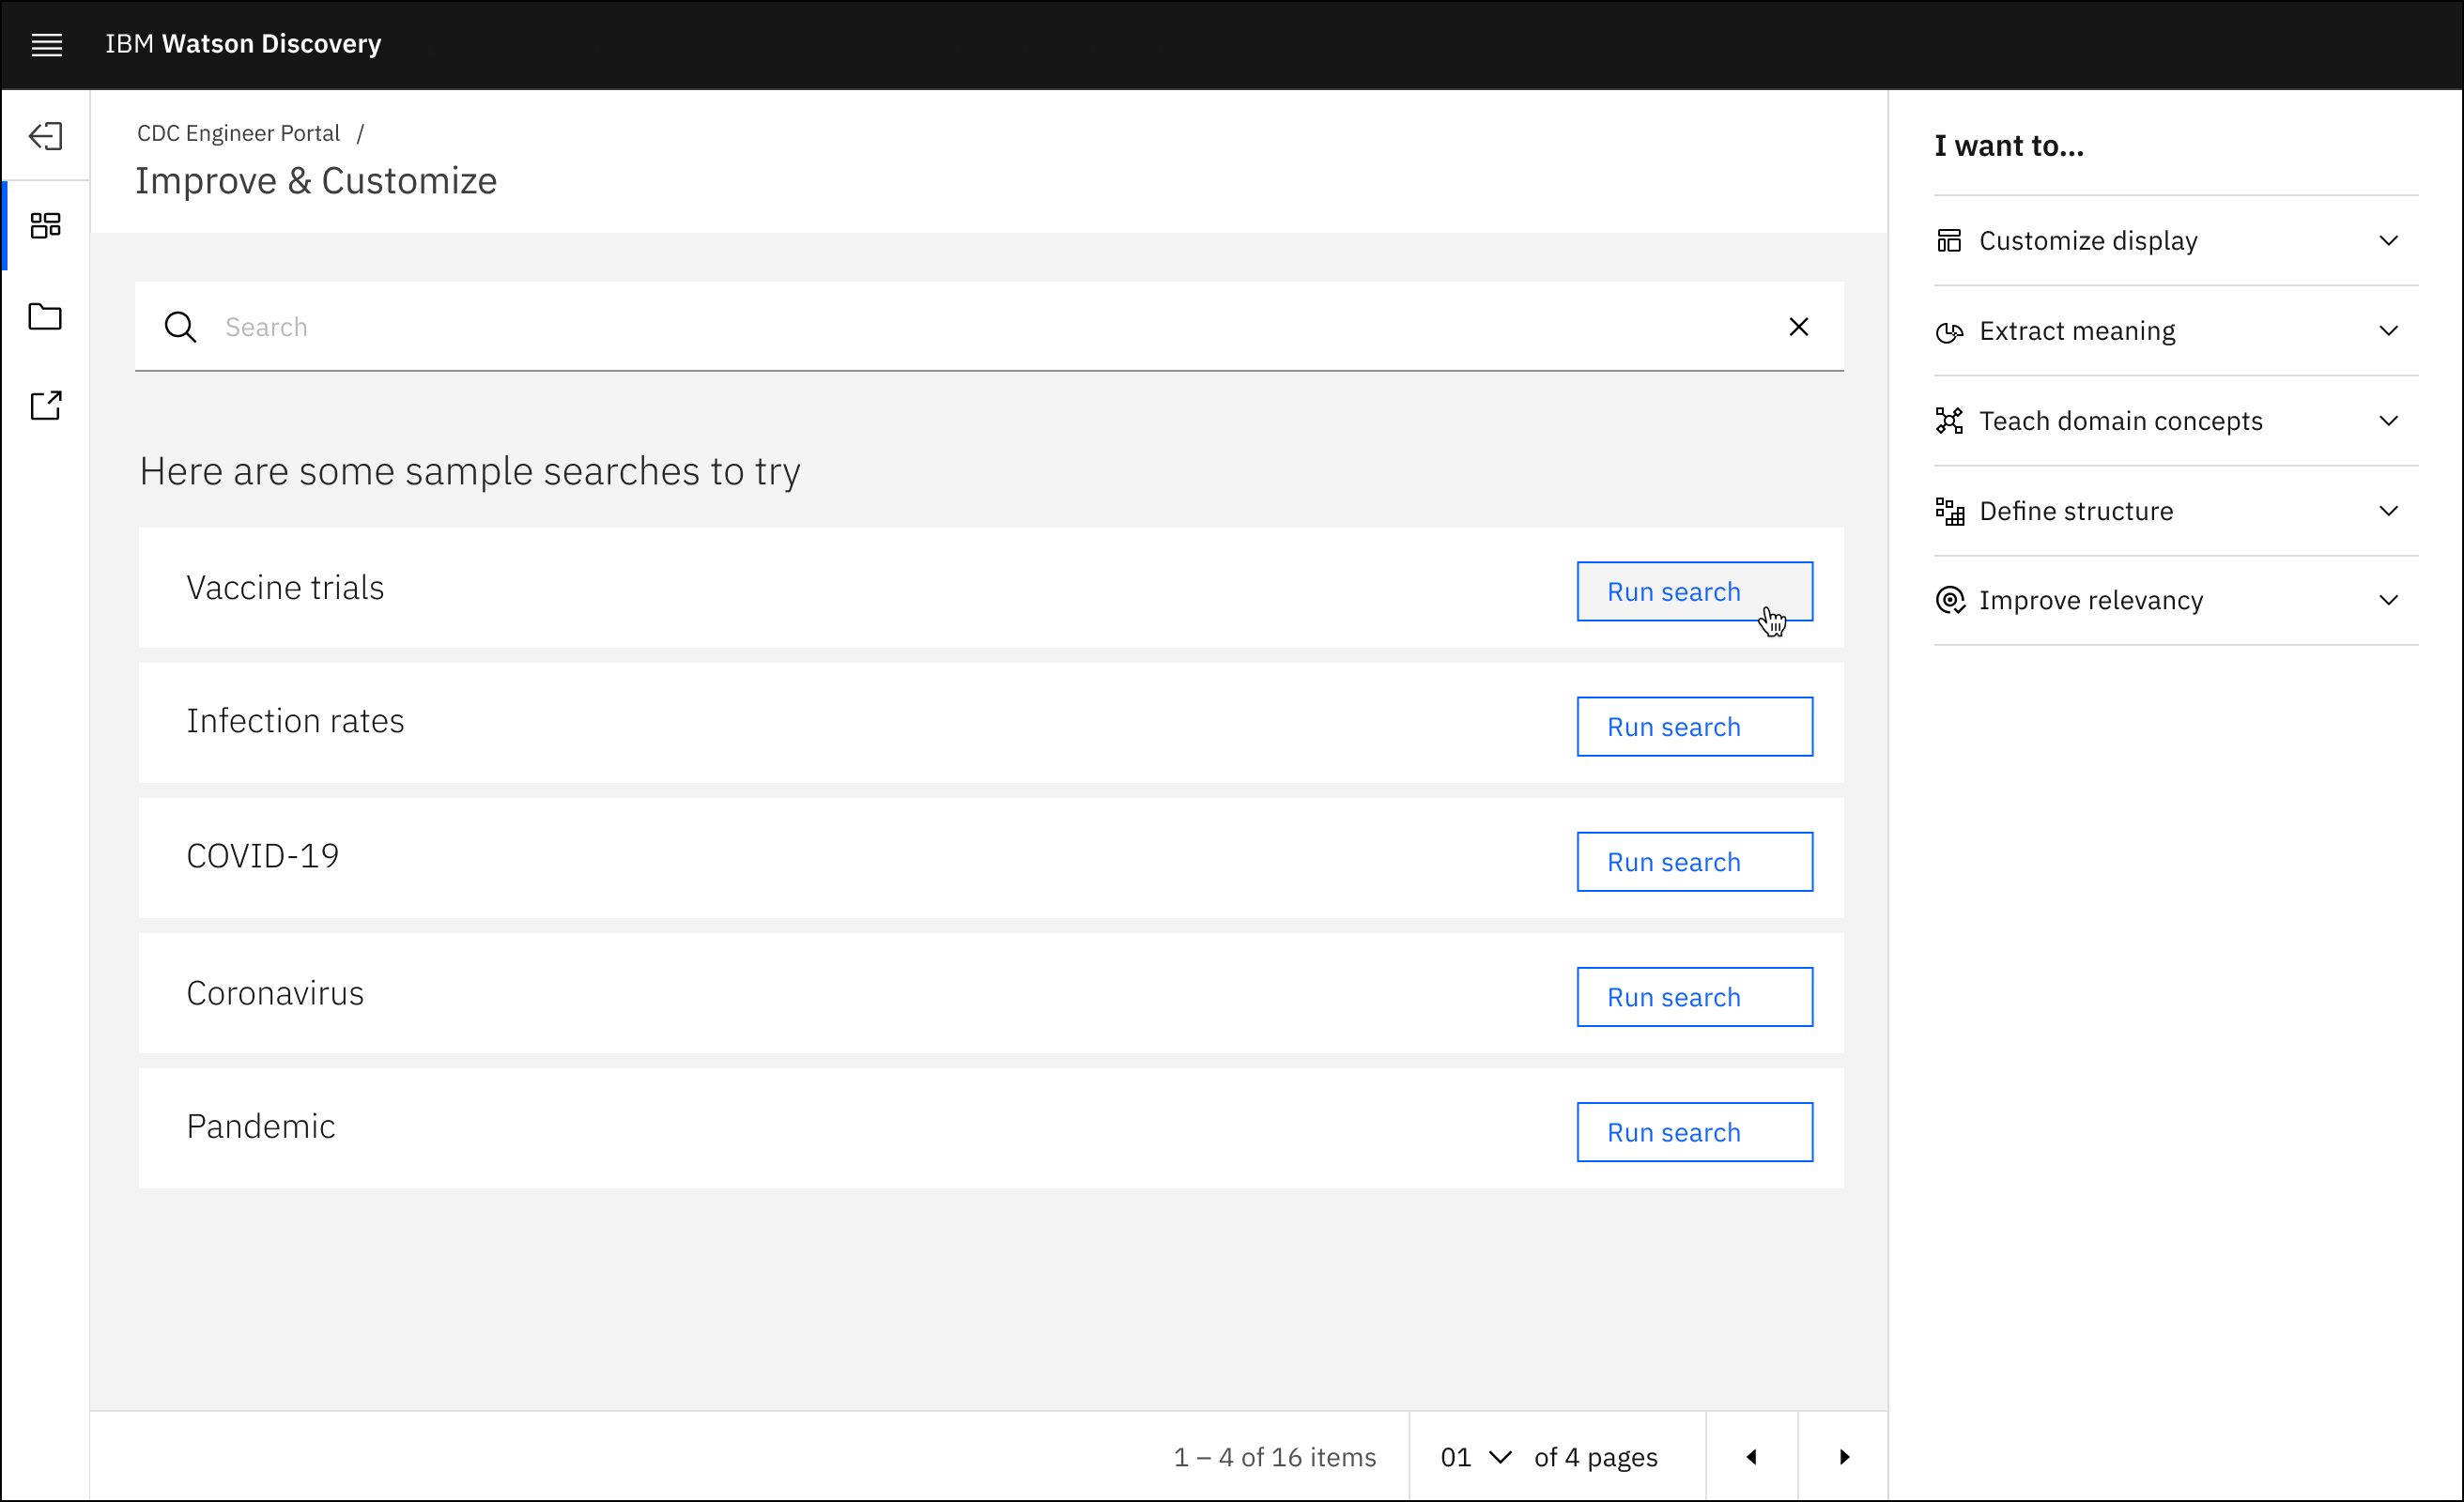 IBM Watson Discovery
CDC Engineer Portal /
Improve & Customize
Search
Here are some sample searches to try
Vaccine trials
Run search
Infection rates
Run search
COVID-19
Run search
Coronavirus
Run search
Pandemic
Run search
1 – 4 of 16 items
01
of 4 pages
I want to...
Customize display
Extract meaning
Teach domain concepts
Define structure
Improve relevancy